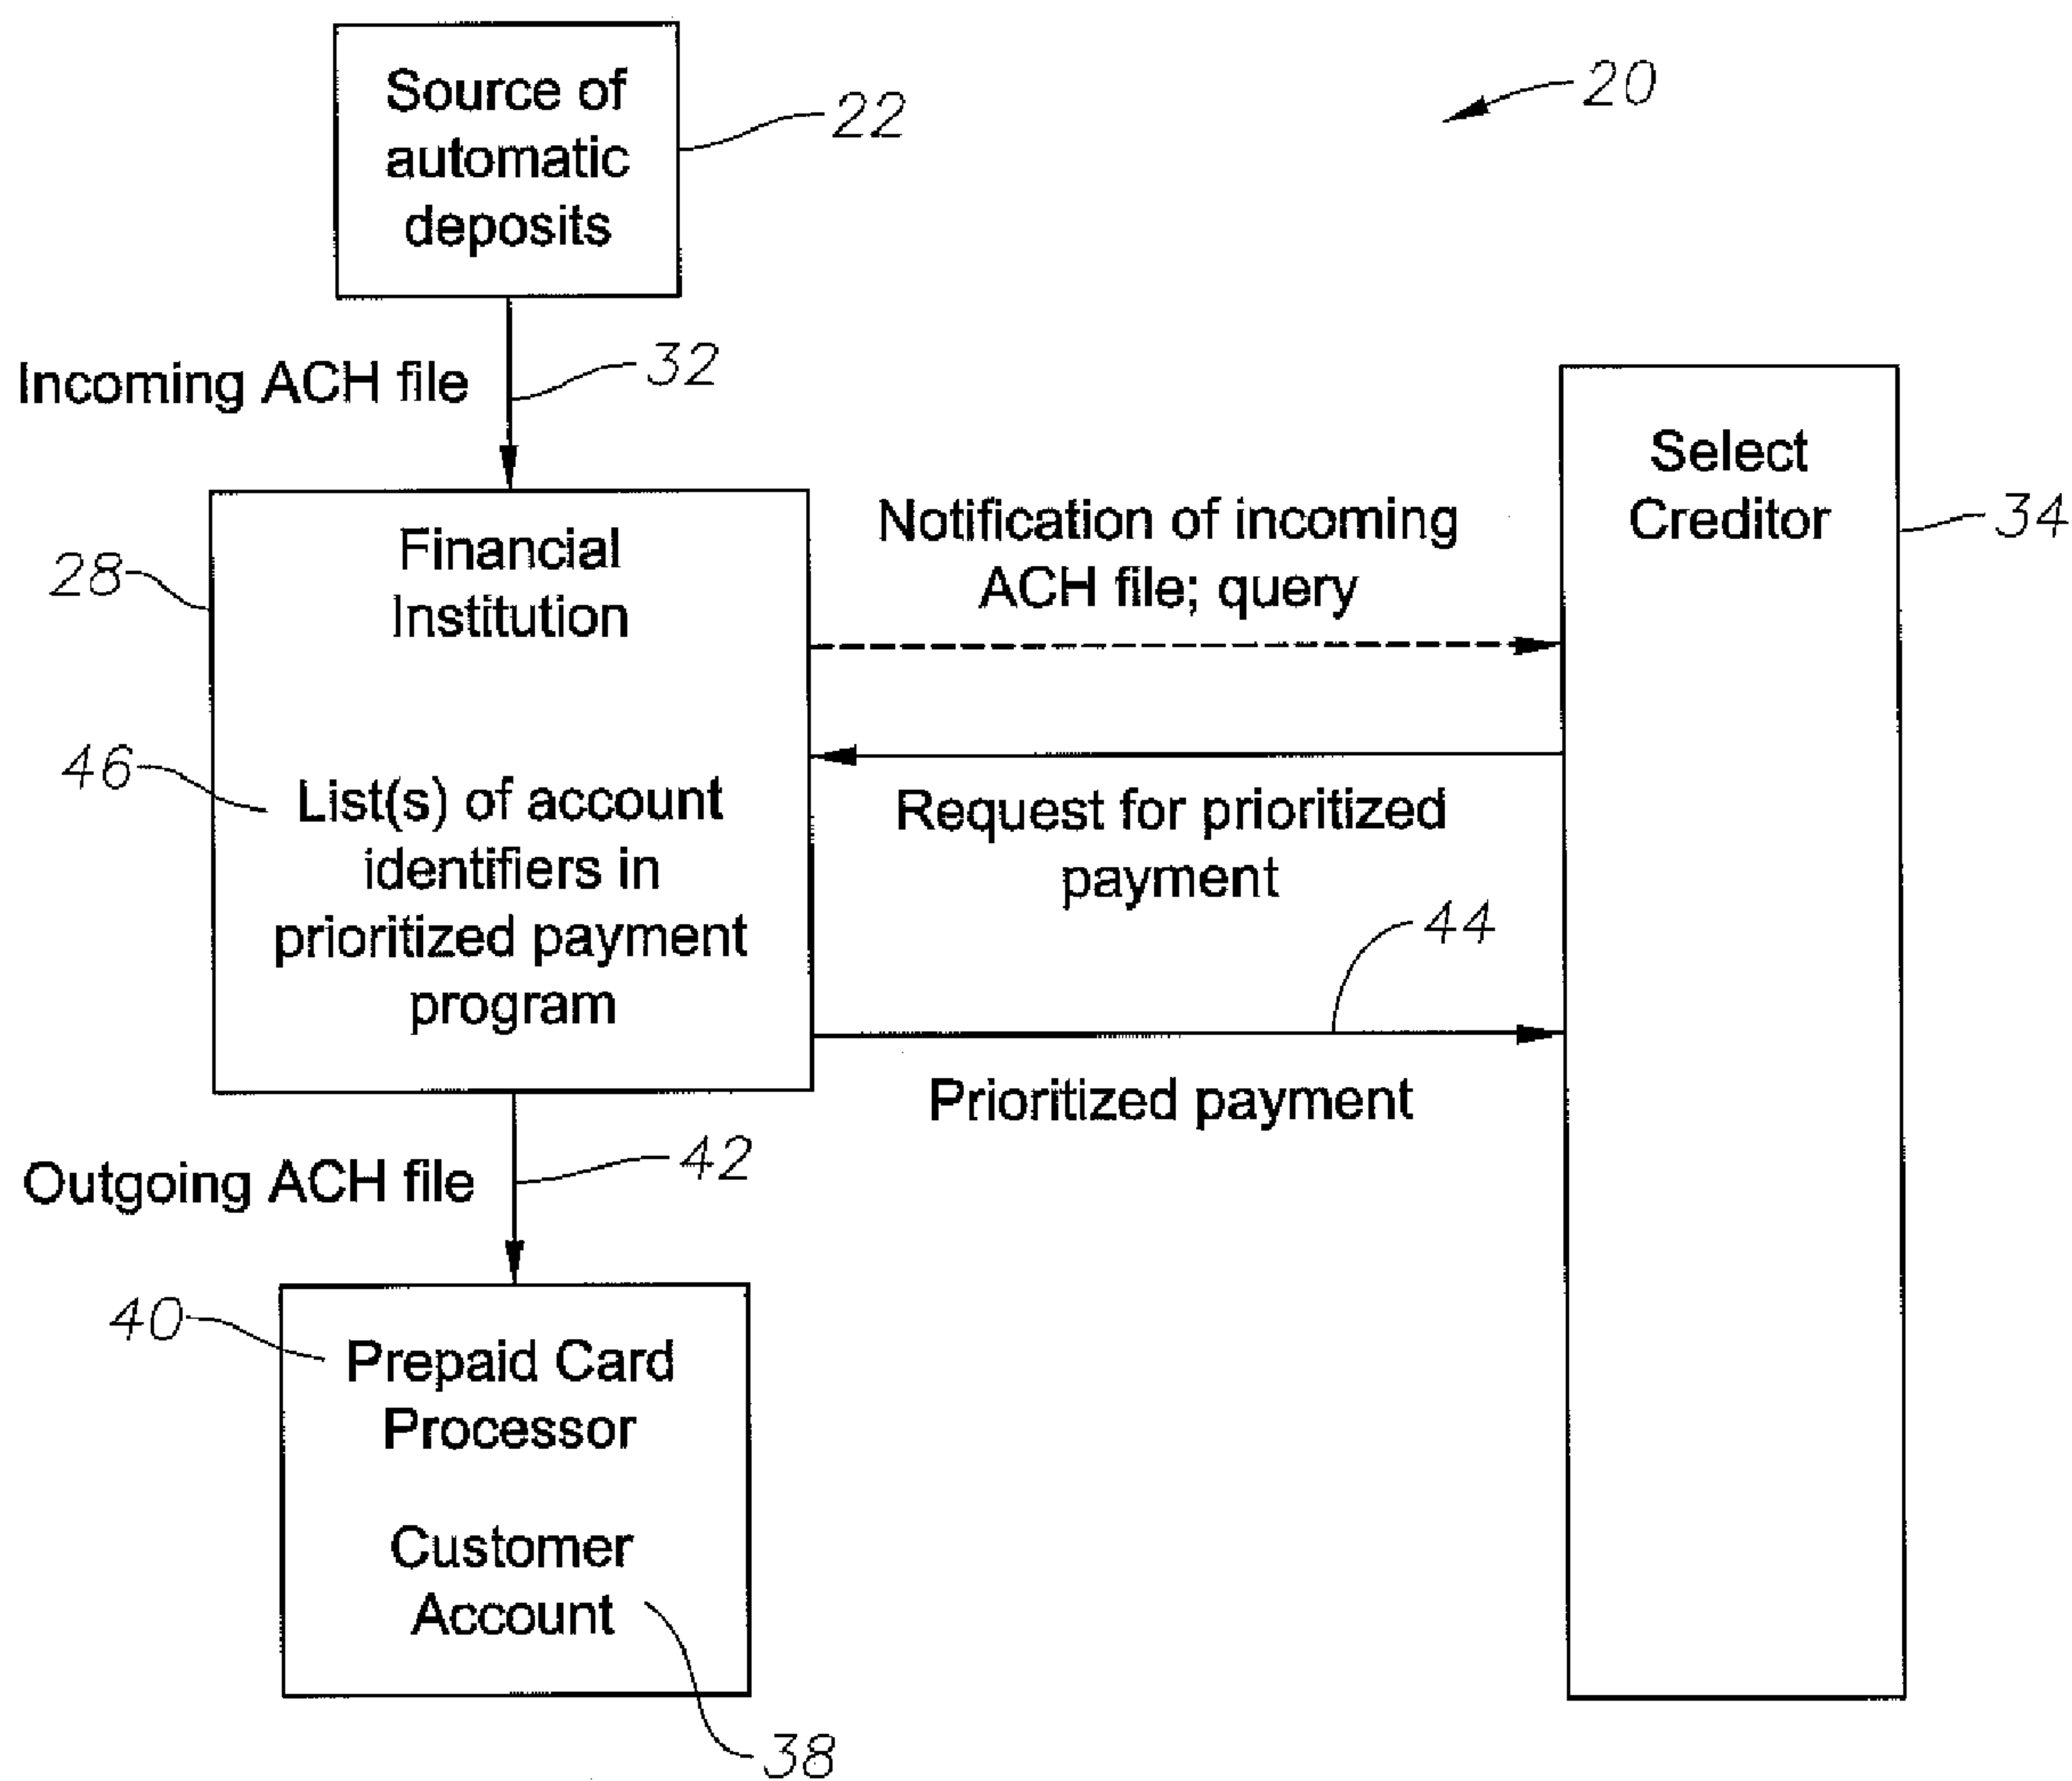 Source of
automatic
deposits
22
20
Incoming ACH file
32
Financial
Institution
28
Notification of incoming
ACH file; query
Select
Creditor
34
46
List(s) of account
identifiers in
prioritized payment
program
Request for prioritized
payment
44
Prioritized payment
Outgoing ACH file
42
40
Prepaid Card
Processor
Customer
Account
38